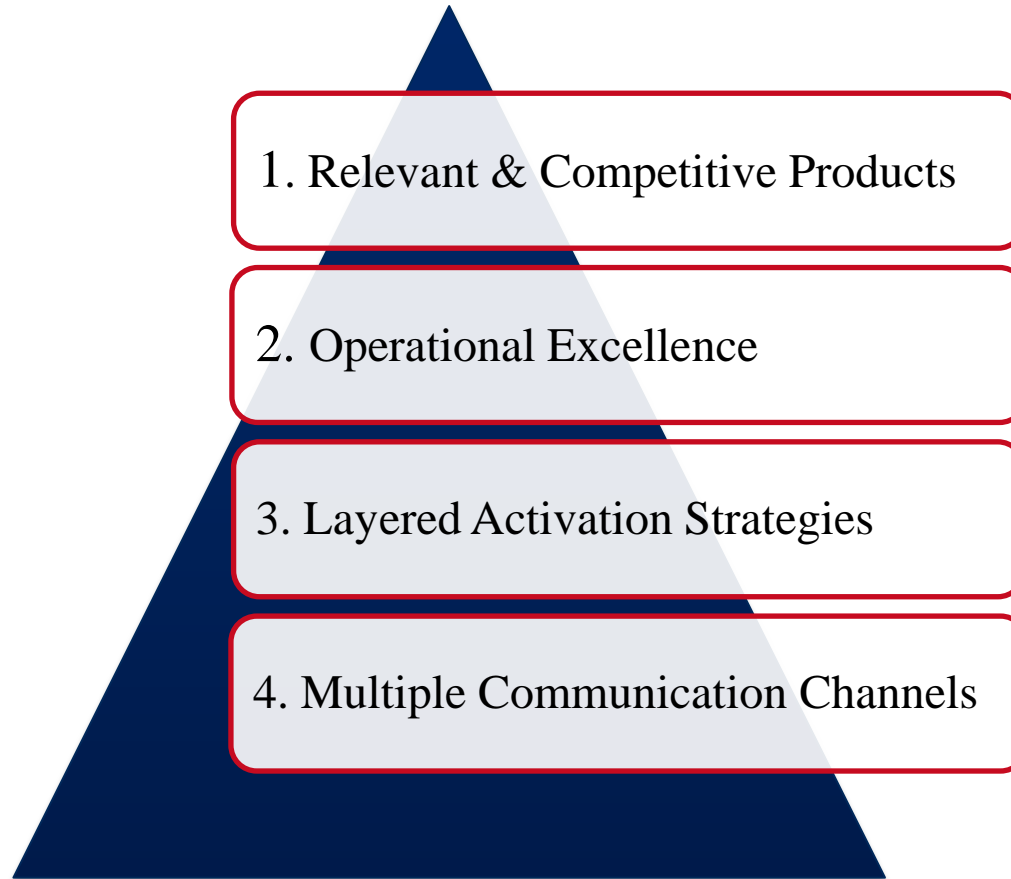 1. Relevant & Competitive Products
2. Operational Excellence
3. Layered Activation Strategies
4. Multiple Communication Channels